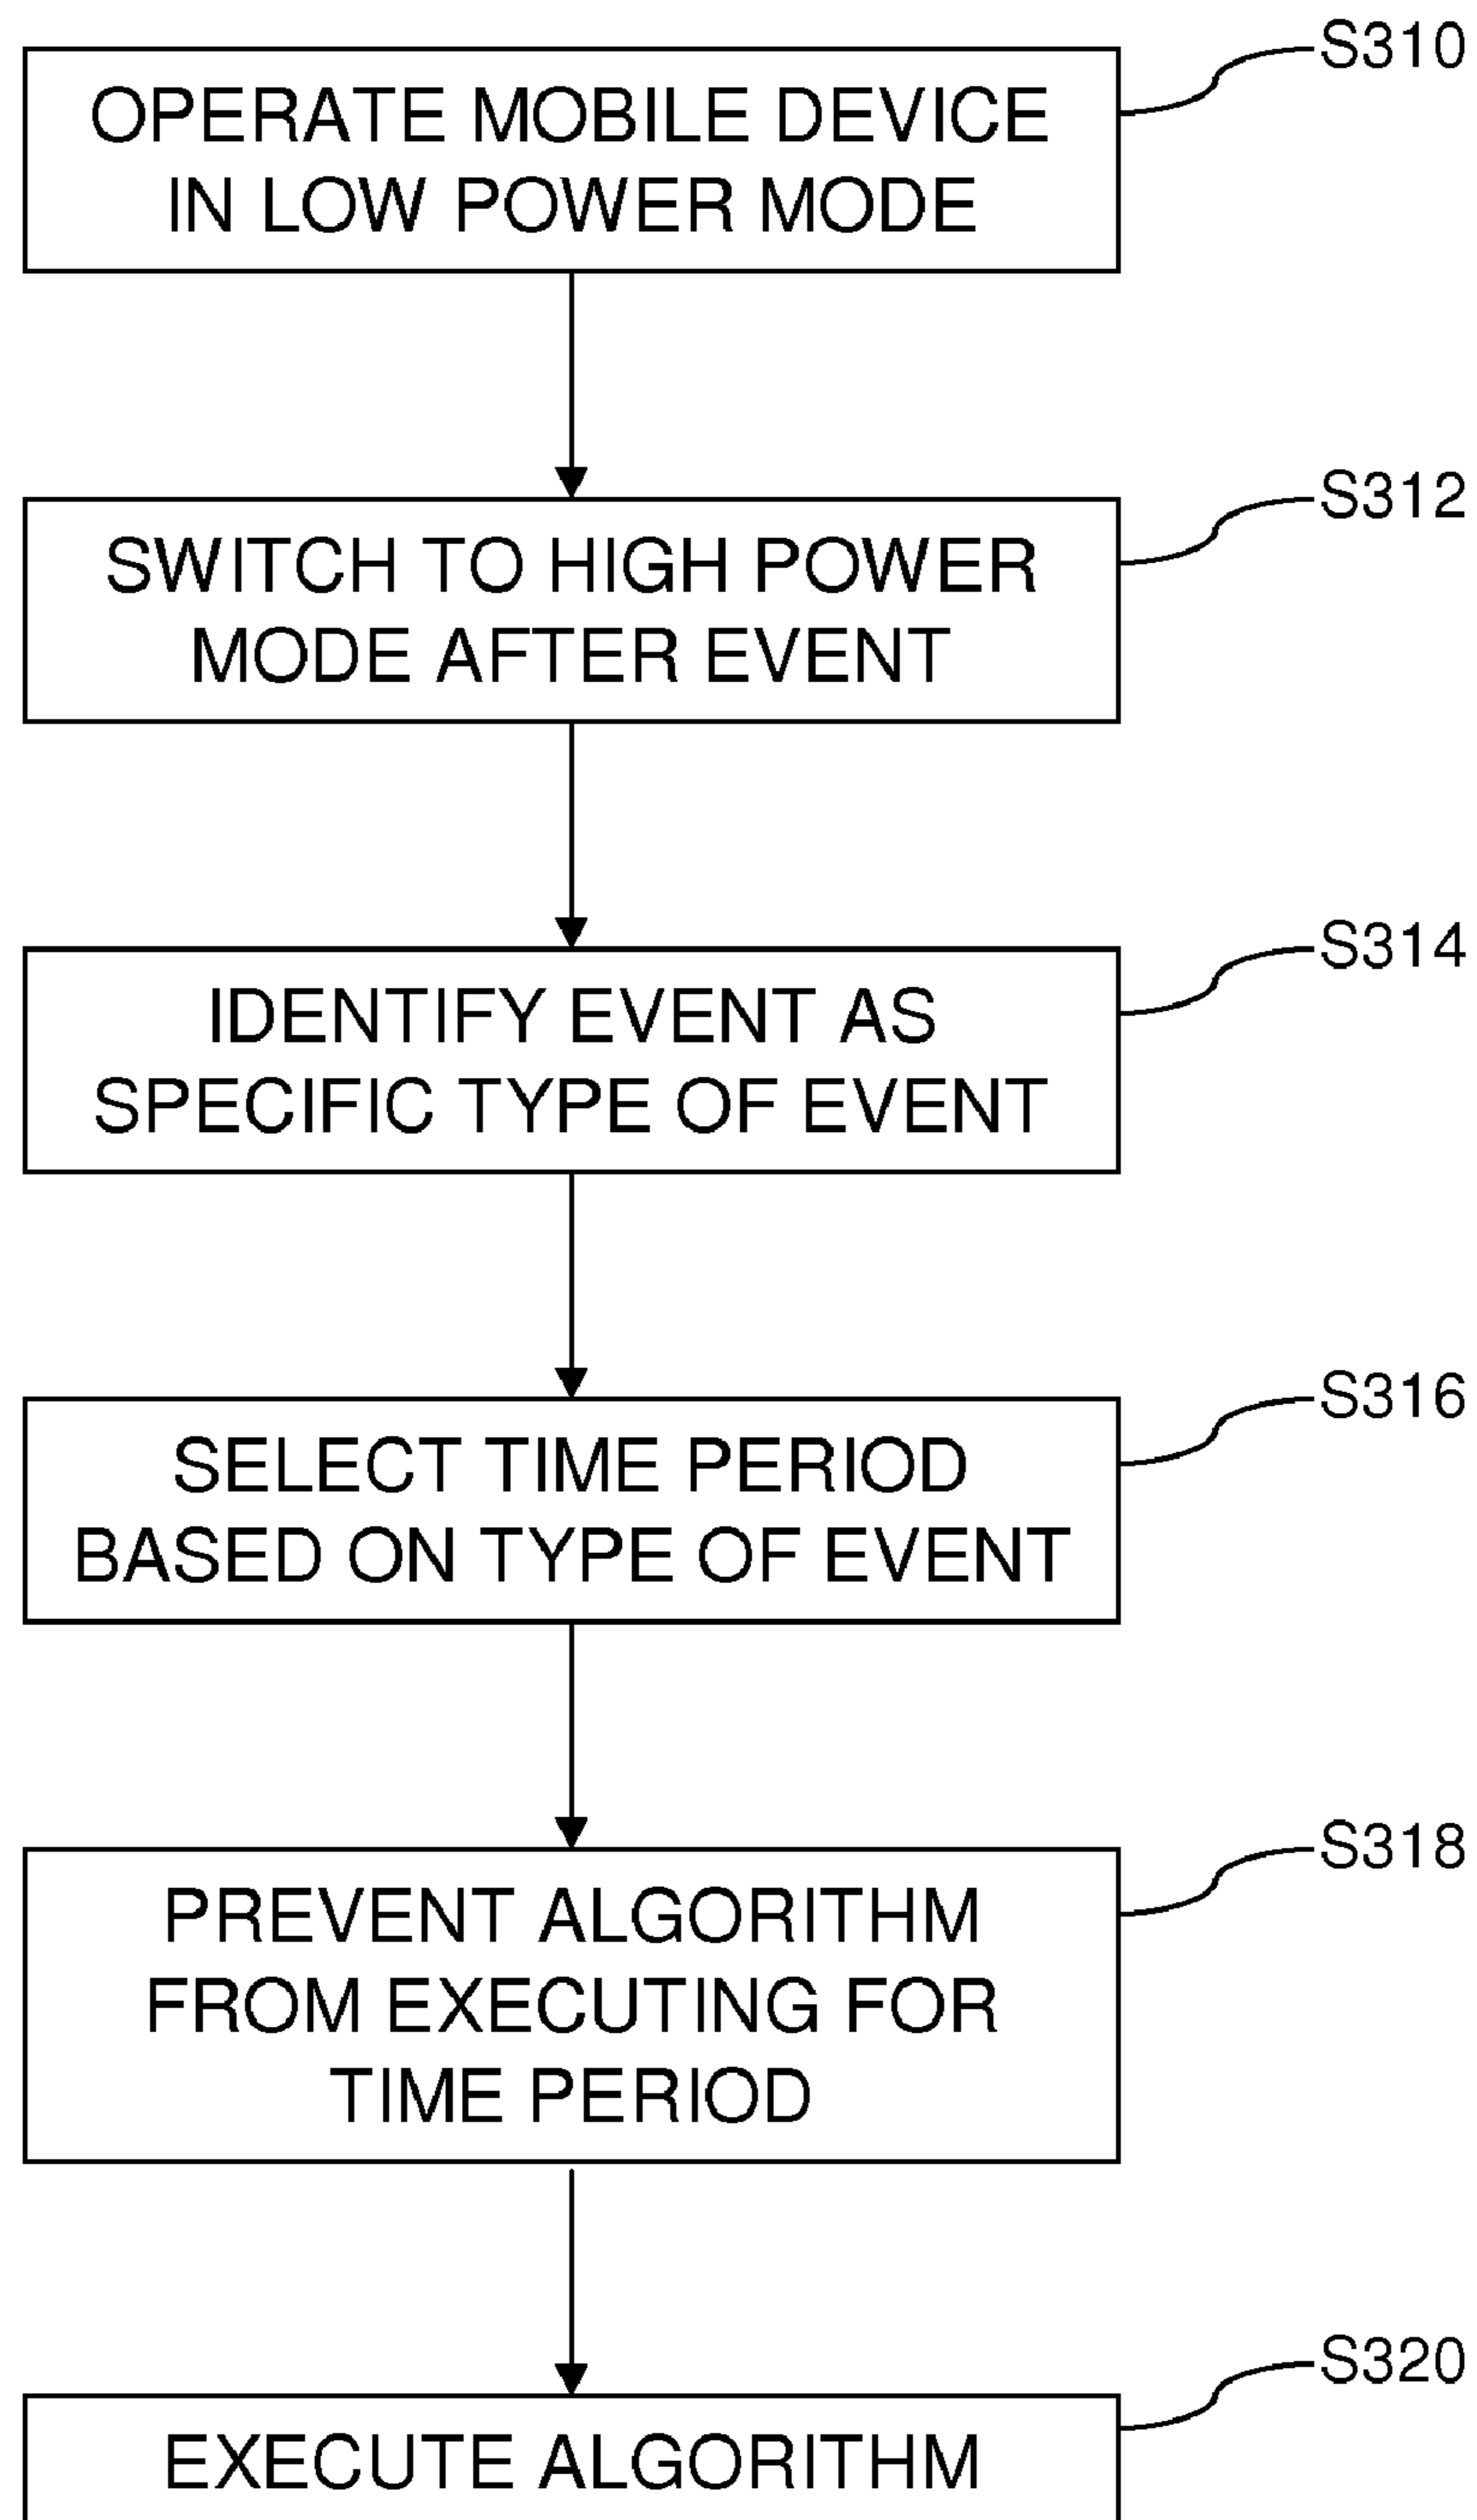 S310
OPERATE MOBILE DEVICE
IN LOW POWER MODE
S312
SWITCH TO HIGH POWER
MODE AFTER EVENT
S314
IDENTIFY EVENT AS
SPECIFIC TYPE OF EVENT
S316
SELECT TIME PERIOD
BASED ON TYPE OF EVENT
S318
PREVENT ALGORITHM
FROM EXECUTING FOR
TIME PERIOD
S320
EXECUTE ALGORITHM